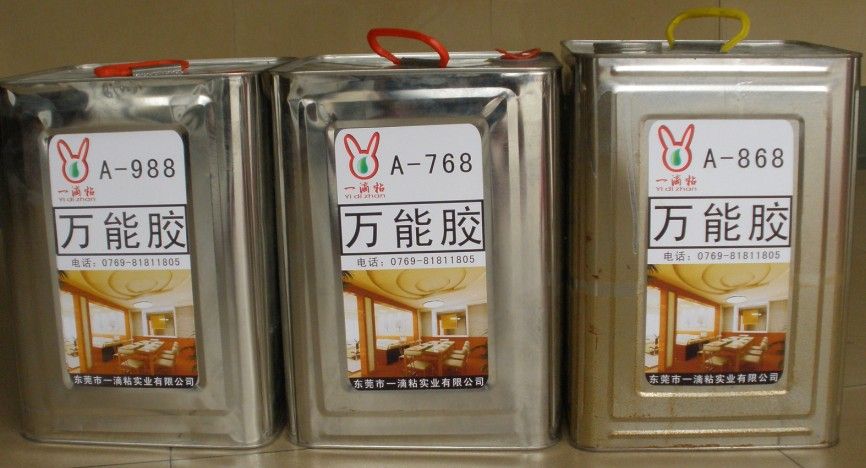 A-988
一滴粘
Yi di zhan
万能胶
电话:0769-81811805
东莞市一滴粘实业有限公司
A-768
一滴粘
Yi di zhan
万能胶
电话:0769-81811805
东莞市一滴粘实业有限公司
A-868
一滴粘
Yi di zhan
万能胶
电话:0769-81811805
东莞市一滴粘实业有限公司